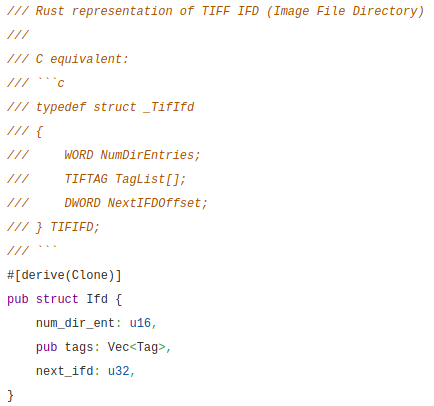 /// Rust representation of TIFF IFD (Image File Directory)
///
/// C equivalent:
/// ```c
/// typedef struct _TifIfd
/// {
///     WORD NumDirEntries;
///     TIFTAG TagList[];
///     DWORD NextIFDOffset;
/// } TIFIFD;
/// ```
#[derive(Clone)]
pub struct Ifd {
    num_dir_ent: u16,
    pub tags: Vec<Tag>,
    next_ifd: u32,
}